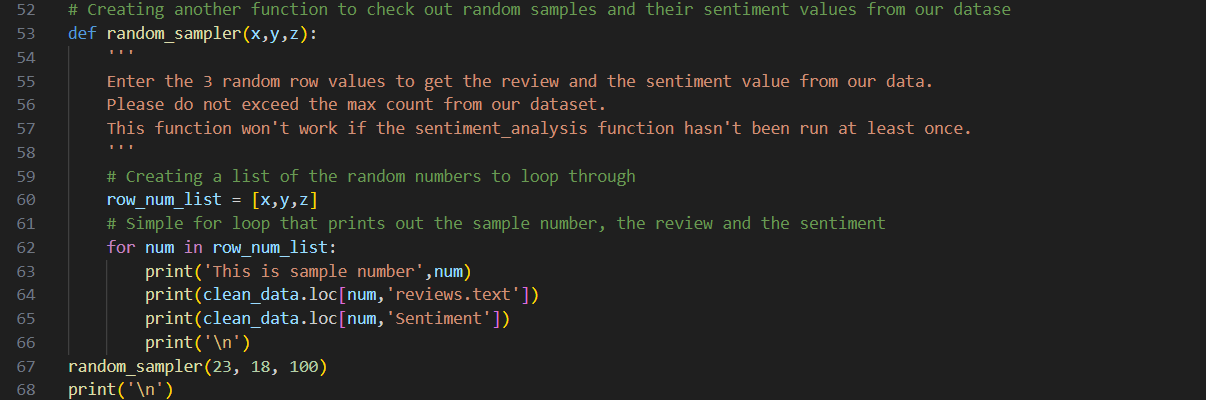 52 # Creating another function to check out random samples and their sentiment values from our datase
53 def random_sampler(x,y,z):
54     '''
55     Enter the 3 random row values to get the review and the sentiment value from our data.
56     Please do not exceed the max count from our dataset.
57     This function won't work if the sentiment_analysis function hasn't been run at least once.
58     '''
59     # Creating a list of the random numbers to loop through
60     row_num_list = [x,y,z]
61     # Simple for loop that prints out the sample number, the review and the sentiment
62     for num in row_num_list:
63         print('This is sample number',num)
64         print(clean_data.loc[num,'reviews.text'])
65         print(clean_data.loc[num,'Sentiment'])
66         print('\n')
67 random_sampler(23, 18, 100)
68 print('\n')